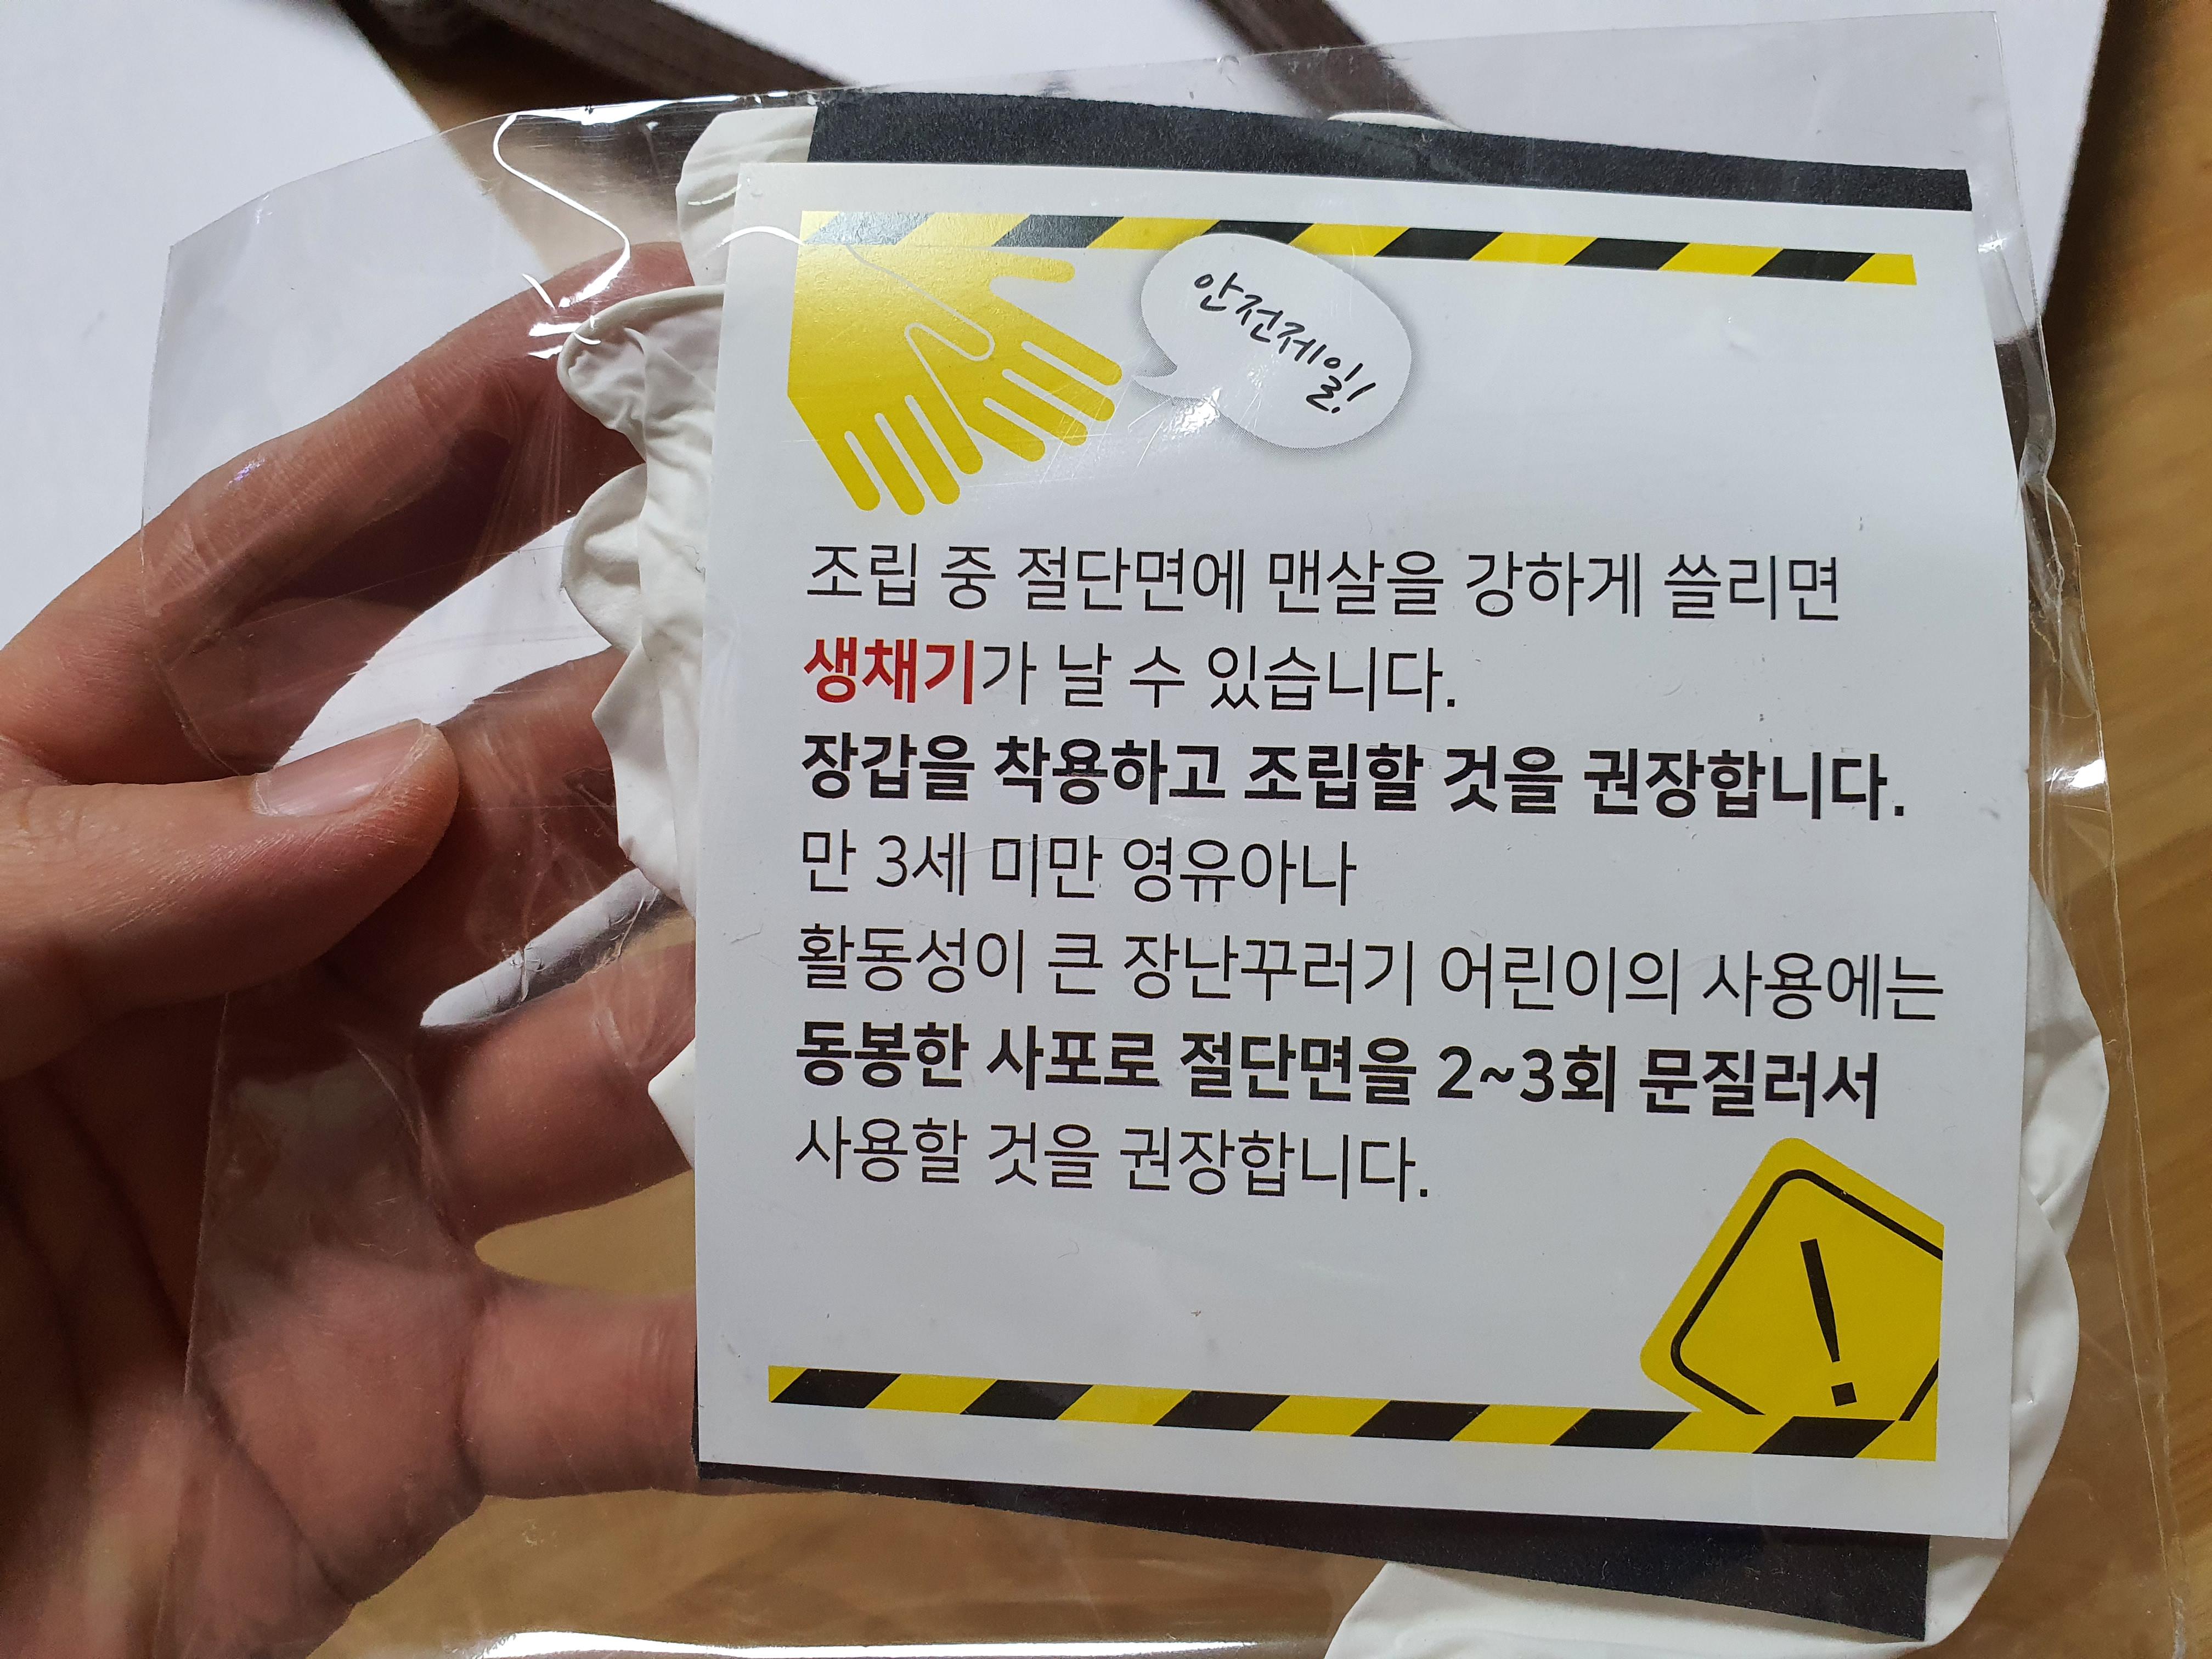 안전제일!
조립 중 절단면에 맨살을 강하게 쓸리면
생채기가 날 수 있습니다.
장갑을 착용하고 조립할 것을 권장합니다.
만 3세 미만 영유아나
활동성이 큰 장난꾸러기 어린이의 사용에는
동봉한 사포로 절단면을 2~3회 문질러서
사용할 것을 권장합니다.
!